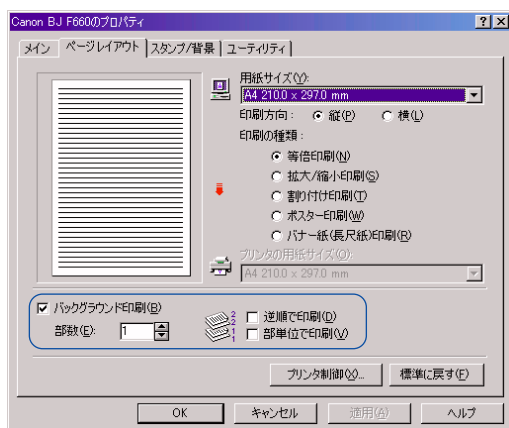 Canon BJ F660のプロパティ
メイン ページレイアウト スタンプ/背景 ユーティリティ
用紙サイズ(Y):
A4 210.0 x 297.0 mm
印刷方向: 縦(P) 横(L)
印刷の種類:
等倍印刷(N)
拡大/縮小印刷(S)
割り付け印刷(T)
ポスター印刷(W)
バナー紙(長尺紙)印刷(R)
プリンタの用紙サイズ(O):
A4 210.0 x 297.0 mm
バックグラウンド印刷(B)
部数(E): 1
2 2 1 1
逆順で印刷(D)
部単位で印刷(V)
プリンタ制御(X)... 標準に戻す(F)
OK キャンセル 適用(A) ヘルプ